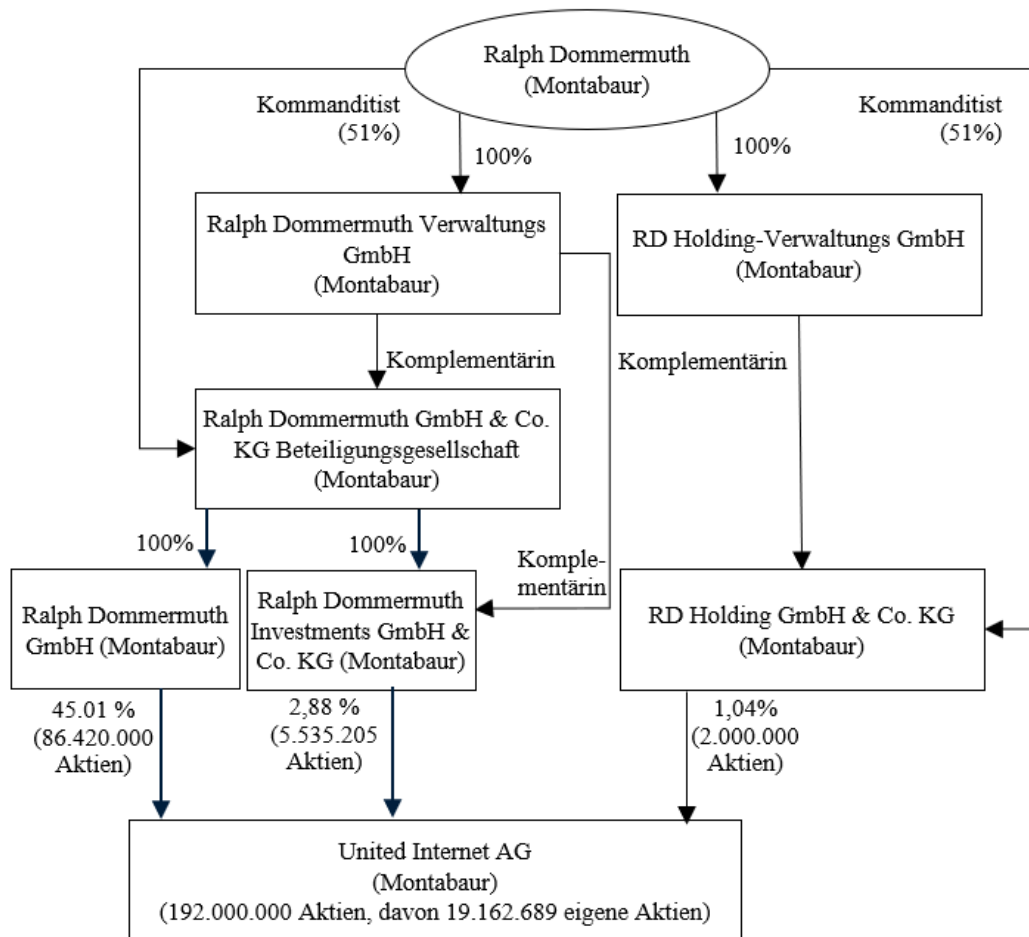 Ralph Dommermuth
(Montabaur)
Kommanditist
(51%)
Kommanditist
(51%)
100%
100%
Ralph Dommermuth Verwaltungs
GmbH
(Montabaur)
RD Holding-Verwaltungs GmbH
(Montabaur)
Komplementärin
Komplementärin
Ralph Dommermuth GmbH & Co.
KG Beteiligungsgesellschaft
(Montabaur)
100%
100%
Komple-
mentärin
Ralph Dommermuth
GmbH (Montabaur)
Ralph Dommermuth
Investments GmbH &
Co. KG (Montabaur)
RD Holding GmbH & Co. KG
(Montabaur)
45.01 %
(86.420.000
Aktien)
2,88 %
(5.535.205
Aktien)
1,04%
(2.000.000
Aktien)
United Internet AG
(Montabaur)
(192.000.000 Aktien, davon 19.162.689 eigene Aktien)